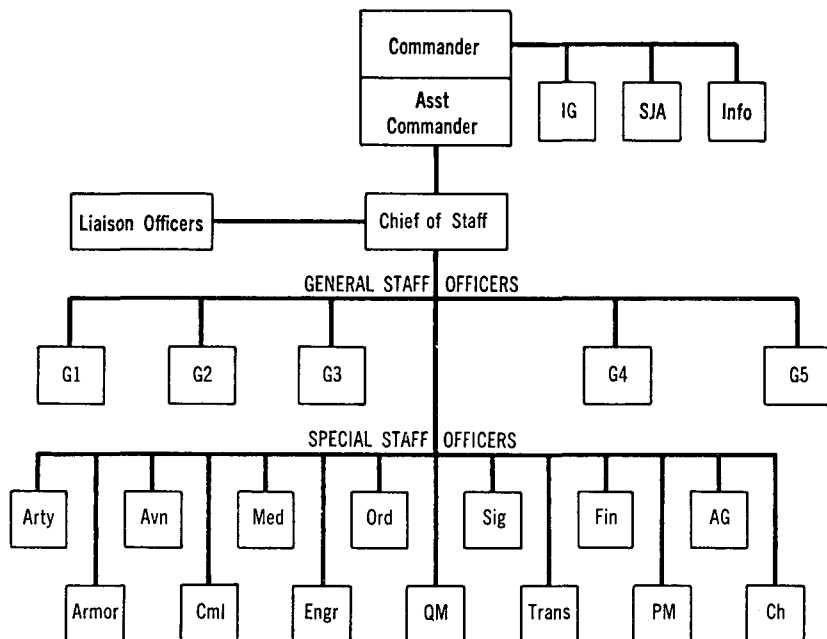 Commander
Asst
Commander
IG
SJA
Info
Liaison Officers
Chief of Staff
GENERAL STAFF OFFICERS
G1
G2
G3
G4
G5
SPECIAL STAFF OFFICERS
Arty
Avn
Med
Ord
Sig
Fin
AG
Armor
Cml
Engr
QM
Trans
PM
Ch